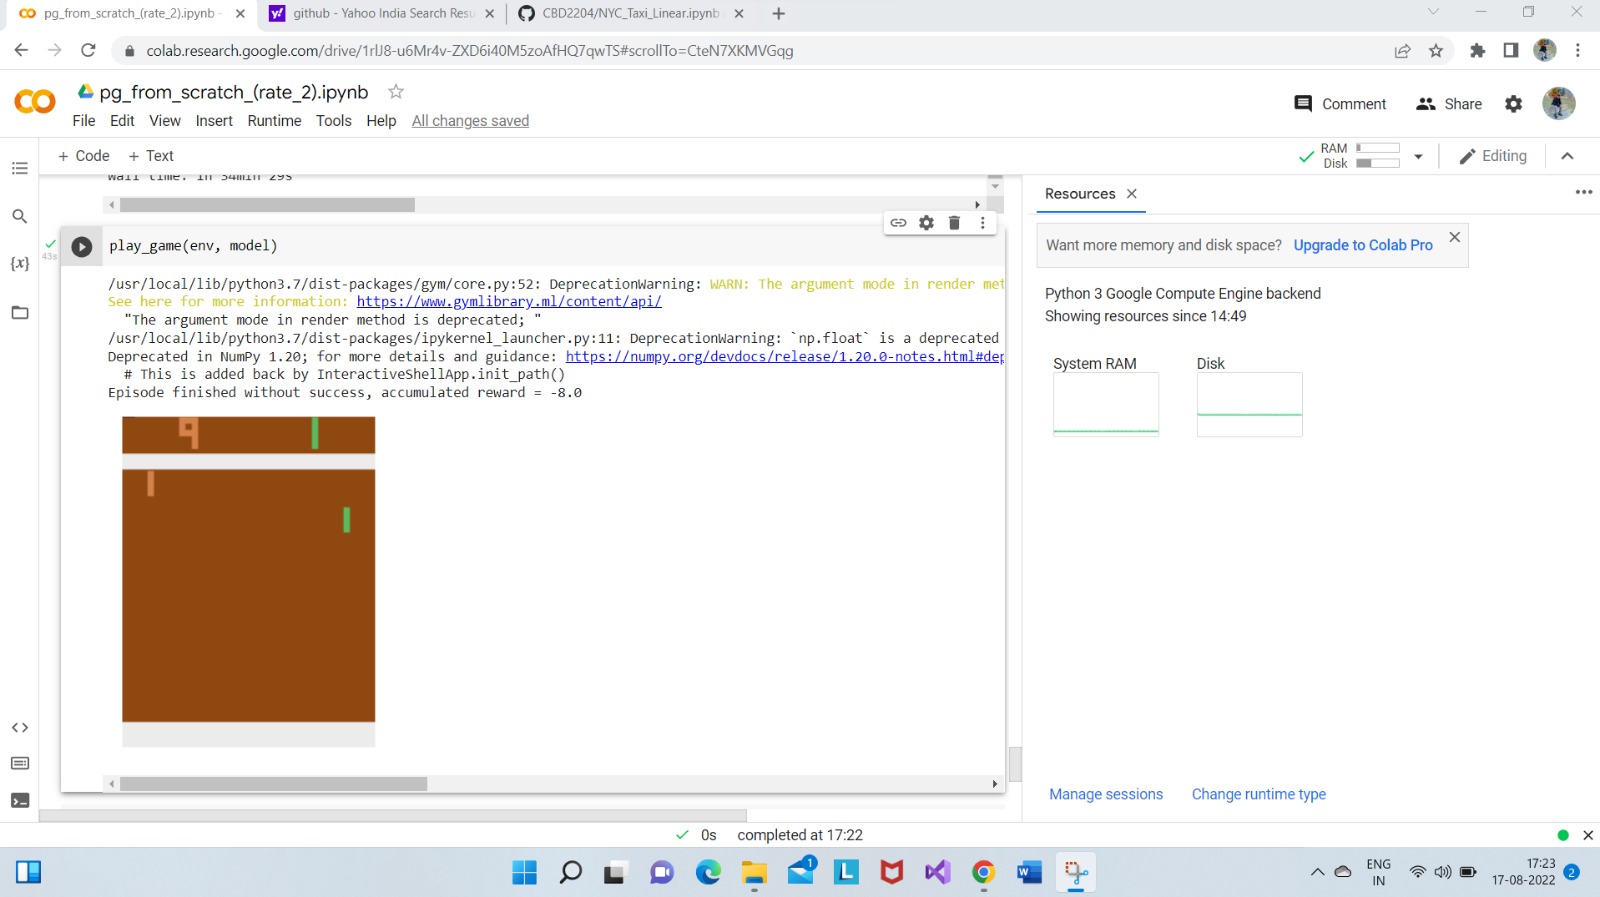 pg_from_scratch_(rate_2).ipynb -
github - Yahoo India Search Resu
CBD2204/NYC_Taxi_Linear.ipynb
colab.research.google.com/drive/1rIJ8-u6Mr4v-ZXD6i40M5zoAfHQ7qwTS#scrollTo=CteN7XKMVGqg
pg_from_scratch_(rate_2).ipynb
Comment
Share
File Edit View Insert Runtime Tools Help All changes saved
+ Code + Text
RAM
Disk
Editing
Wall time: 1h 34min 29s
Resources
43s
play_game(env, model)
Want more memory and disk space? Upgrade to Colab Pro
/usr/local/lib/python3.7/dist-packages/gym/core.py:52: DeprecationWarning: WARN: The argument mode in render met
See here for more information: https://www.gymlibrary.ml/content/api/
"The argument mode in render method is deprecated; "
/usr/local/lib/python3.7/dist-packages/ipykernel_launcher.py:11: DeprecationWarning: `np.float` is a deprecated
Deprecated in NumPy 1.20; for more details and guidance: https://numpy.org/devdocs/release/1.20.0-notes.html#dep
# This is added back by InteractiveShellApp.init_path()
Episode finished without success, accumulated reward = -8.0
9
1
Python 3 Google Compute Engine backend
Showing resources since 14:49
System RAM
Disk
{x}
Manage sessions
Change runtime type
0s completed at 17:22
1
L
ENG
IN
17:23
17-08-2022
2